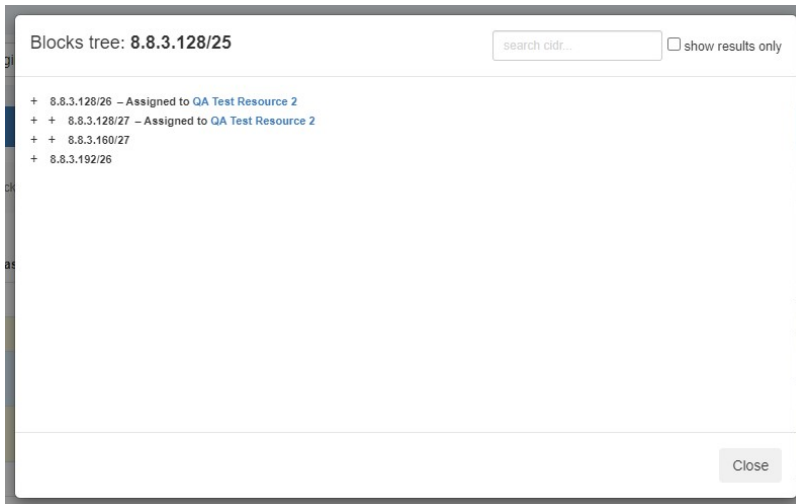 Blocks tree: 8.8.3.128/25
search cidr...
show results only
+ 8.8.3.128/26 – Assigned to QA Test Resource 2
+ + 8.8.3.128/27 – Assigned to QA Test Resource 2
+ + 8.8.3.160/27
+ 8.8.3.192/26
Close